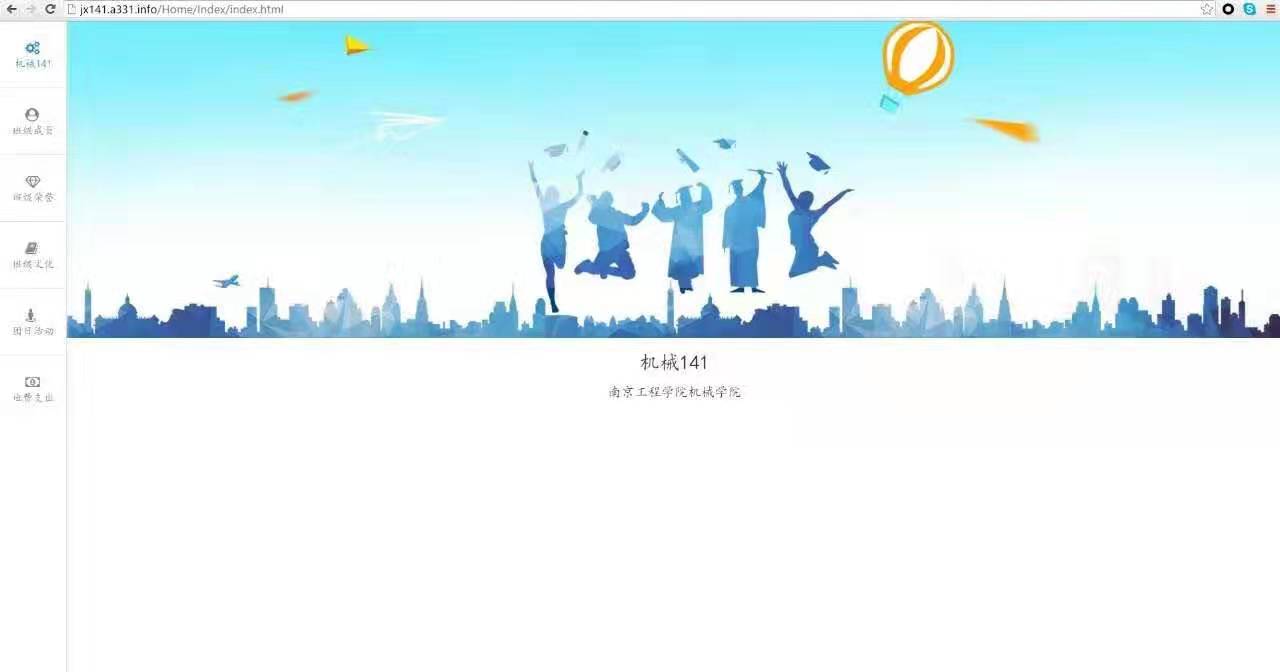 jx141.a331.info/Home/Index/index.html
机械141
班级成员
班级荣誉
班级文化
团日活动
班费支出
机械141
南京工程学院机械学院